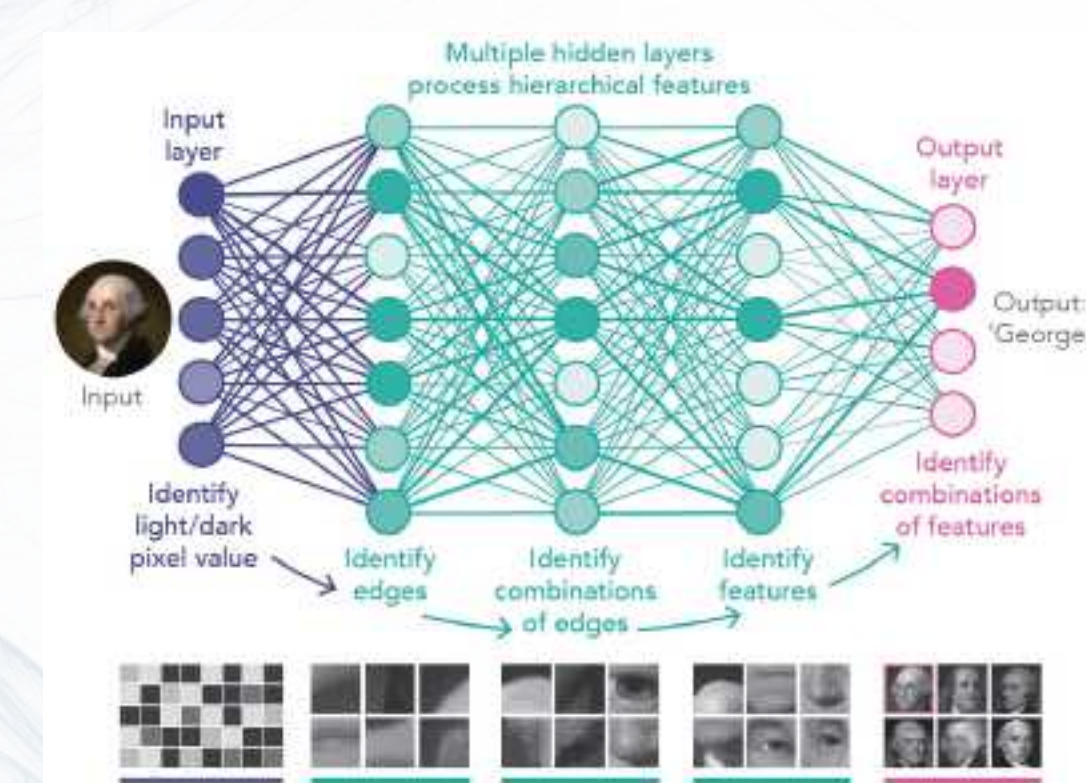 Multiple hidden layers
process hierarchical features
Input
layer
Output
layer
Output:
'George
Input
Identify
light/dark
pixel value
Identify
edges
Identify
combinations
of edges
Identify
features
Identify
combinations
of features